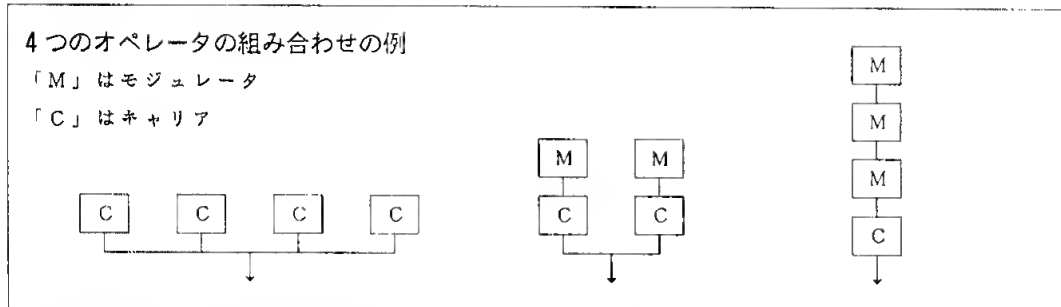 4つのオペレータの組み合わせの例
「M」はモジュレータ
「C」はキャリア
M
M
M
C
M M
C C
C C C C